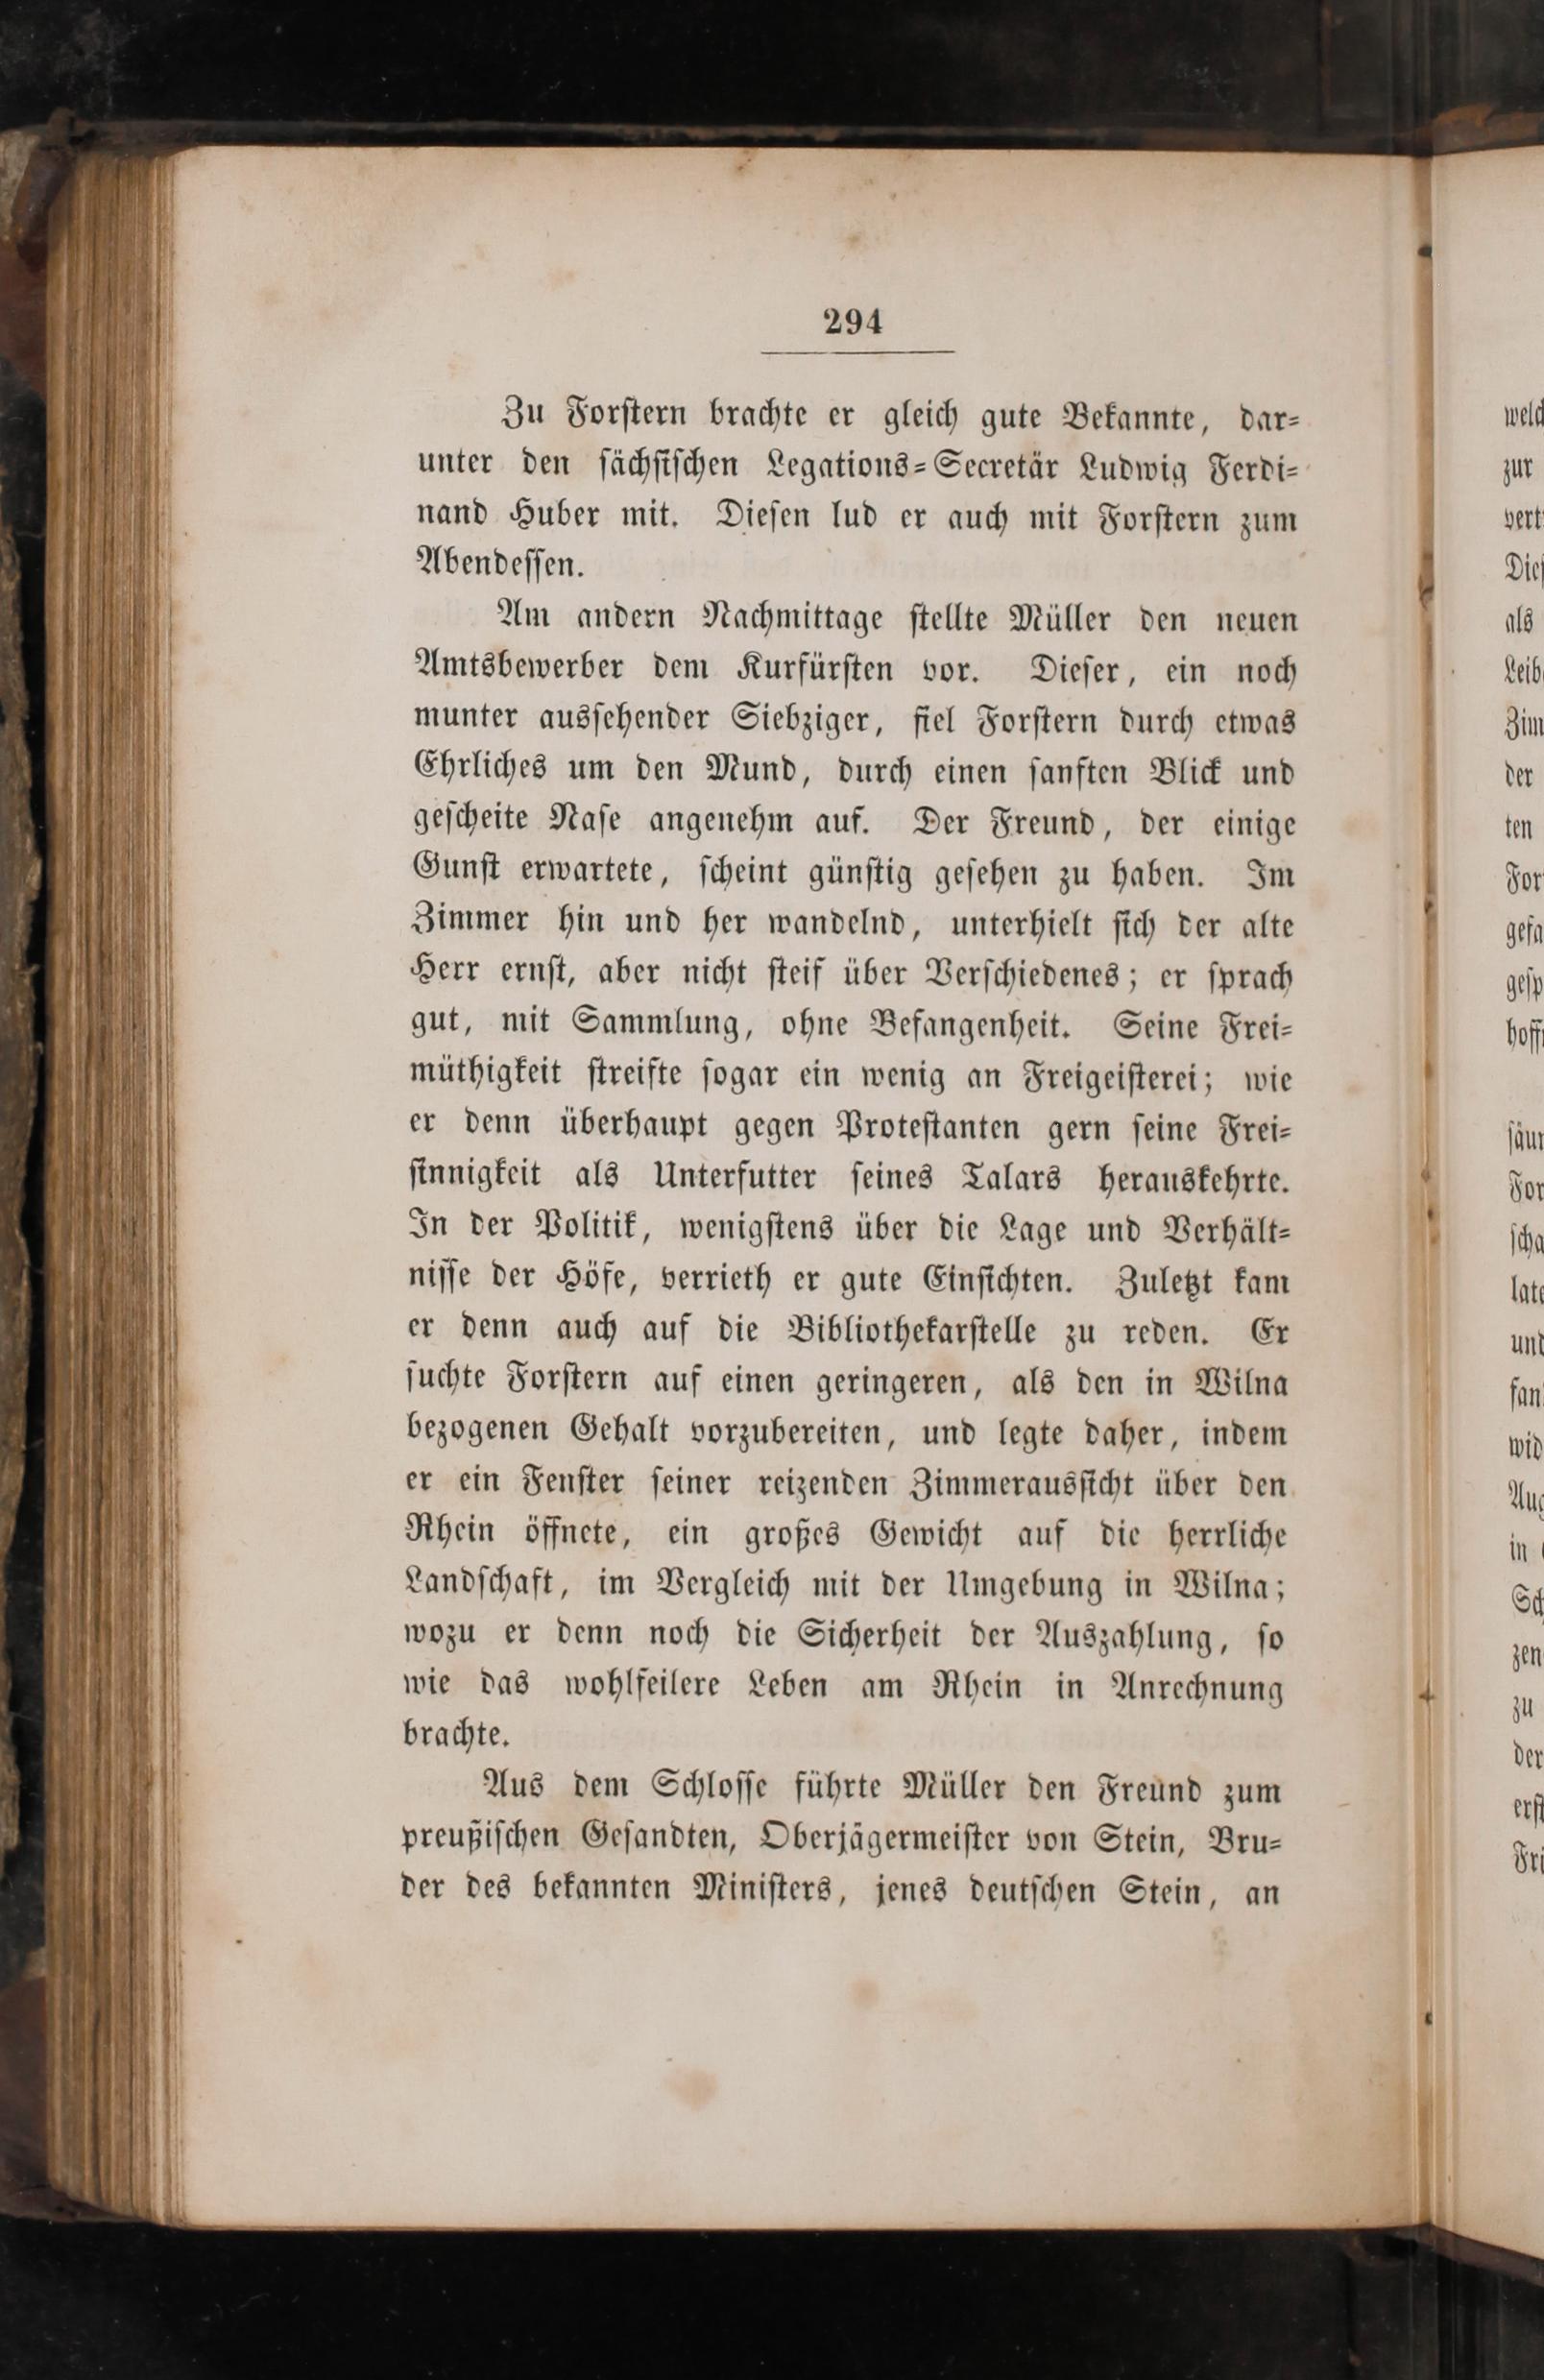 294
Zu Forstern brachte er gleich gute Bekannte, dar=
unter den sächsischen Legations=Secretär Ludwig Ferdi=
nand Huber mit. Diesen lud er auch mit Forstern zum
Abendessen.
Am andern Nachmittage stellte Müller den neuen
Amtsbewerber dem Kurfürsten vor. Dieser, ein noch
munter aussehender Siebziger, fiel Forstern durch etwas
Ehrliches um den Mund, durch einen sanften Blick und
gescheite Nase angenehm auf. Der Freund, der einige
Gunst erwartete, scheint günstig gesehen zu haben. Im
Zimmer hin und her wandelnd, unterhielt sich der alte
Herr ernst, aber nicht steif über Verschiedenes; er sprach
gut, mit Sammlung, ohne Befangenheit. Seine Frei=
müthigkeit streifte sogar ein wenig an Freigeisterei; wie
er denn überhaupt gegen Protestanten gern seine Frei=
sinnigkeit als Unterfutter seines Talars herauskehrte.
In der Politik, wenigstens über die Lage und Verhält=
nisse der Höfe, verrieth er gute Einsichten. Zuletzt kam
er denn auch auf die Bibliothekarstelle zu reden. Er
suchte Forstern auf einen geringeren, als den in Wilna
bezogenen Gehalt vorzubereiten, und legte daher, indem
er ein Fenster seiner reizenden Zimmeraussicht über den
Rhein öffnete, ein großes Gewicht auf die herrliche
Landschaft, im Vergleich mit der Umgebung in Wilna;
wozu er denn noch die Sicherheit der Auszahlung, so
wie das wohlfeilere Leben am Rhein in Anrechnung
brachte.
Aus dem Schlosse führte Müller den Freund zum
preußischen Gesandten, Oberjägermeister von Stein, Bru=
der des bekannten Ministers, jenes deutschen Stein, an